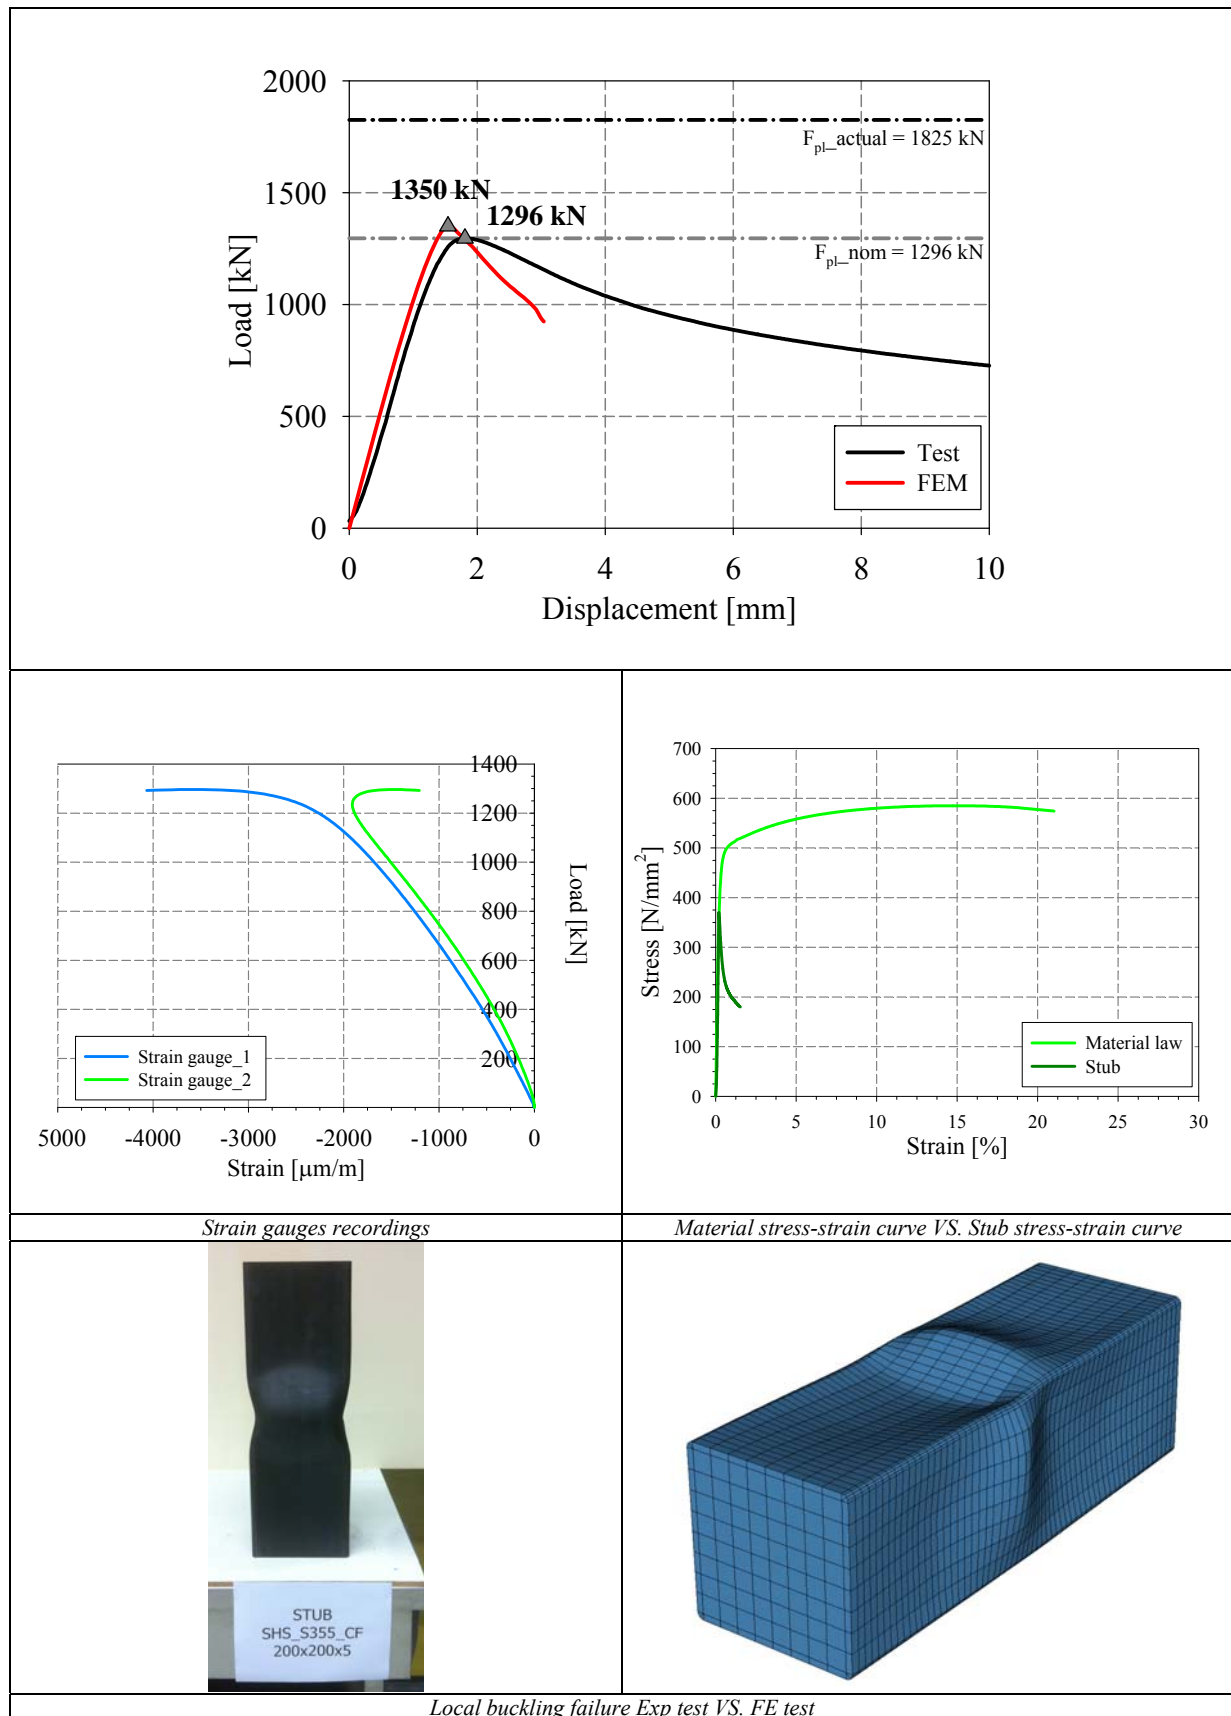 2000
1500
1000
500
0
Load [kN]
F_pl_actual = 1825 kN
1350 kN
1296 kN
F_pl_nom = 1296 kN
Test
FEM
0 2 4 6 8 10
Displacement [mm]
1400
1200
1000
800
600
400
200
Load [kN]
Strain gauge_1
Strain gauge_2
5000 -4000 -3000 -2000 -1000 0
Strain [μm/m]
700
600
500
400
300
200
100
0
Stress [N/mm²]
Material law
Stub
0 5 10 15 20 25 30
Strain [%]
Strain gauges recordings
Material stress-strain curve VS. Stub stress-strain curve
STUB
SHS_S355_CF
200x200x5
Local buckling failure Exp test VS. FE test